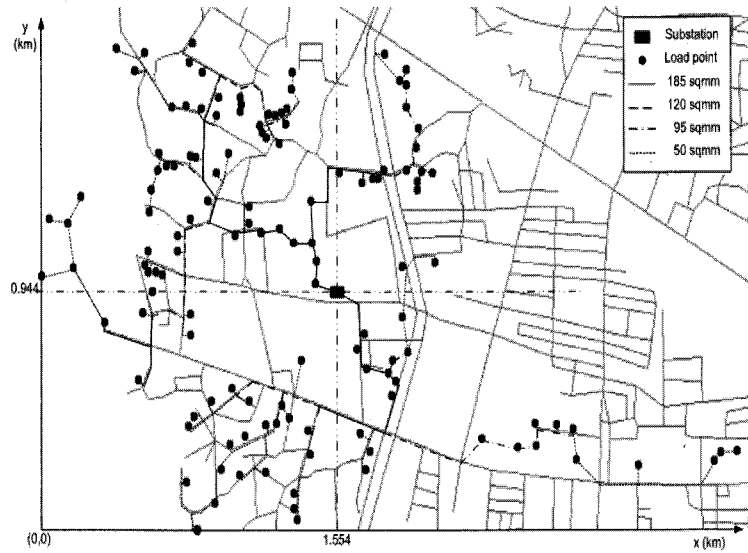 y
(km)
Substation
Load point
185 sqmm
120 sqmm
95 sqmm
50 sqmm
0.944
(0,0)
1.554
x (km)